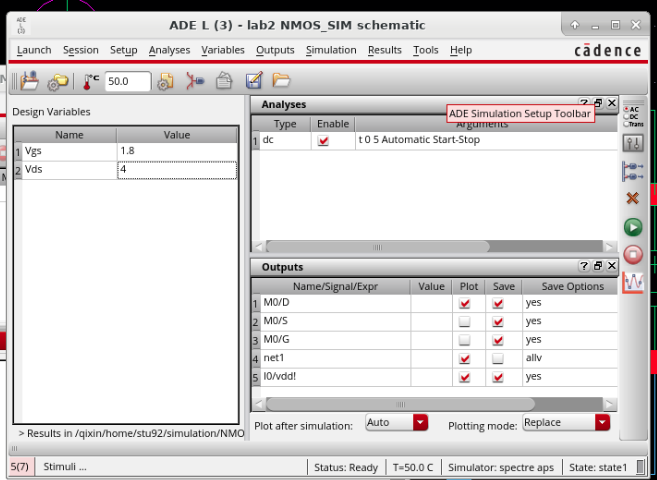 ADE
(3)
ADE L (3) - lab2 NMOS_SIM schematic
Launch Session Setup Analyses Variables Outputs Simulation Results Tools Help
cādence
°C 50.0
Design Variables
Name Value
1 Vgs 1.8
2 Vds 4
> Results in /qixin/home/stu92/simulation/NMO
Analyses
ADE Simulation Setup Toolbar
Type Enable Arguments
1 dc t 0 5 Automatic Start-Stop
AC
DC
Trans
Outputs
Name/Signal/Expr Value Plot Save Save Options
1 M0/D yes
2 M0/S yes
3 M0/G yes
4 net1 allv
5 I0/vdd! yes
Plot after simulation: Auto Plotting mode: Replace
5(7) Stimuli ... Status: Ready T=50.0 C Simulator: spectre aps State: state1